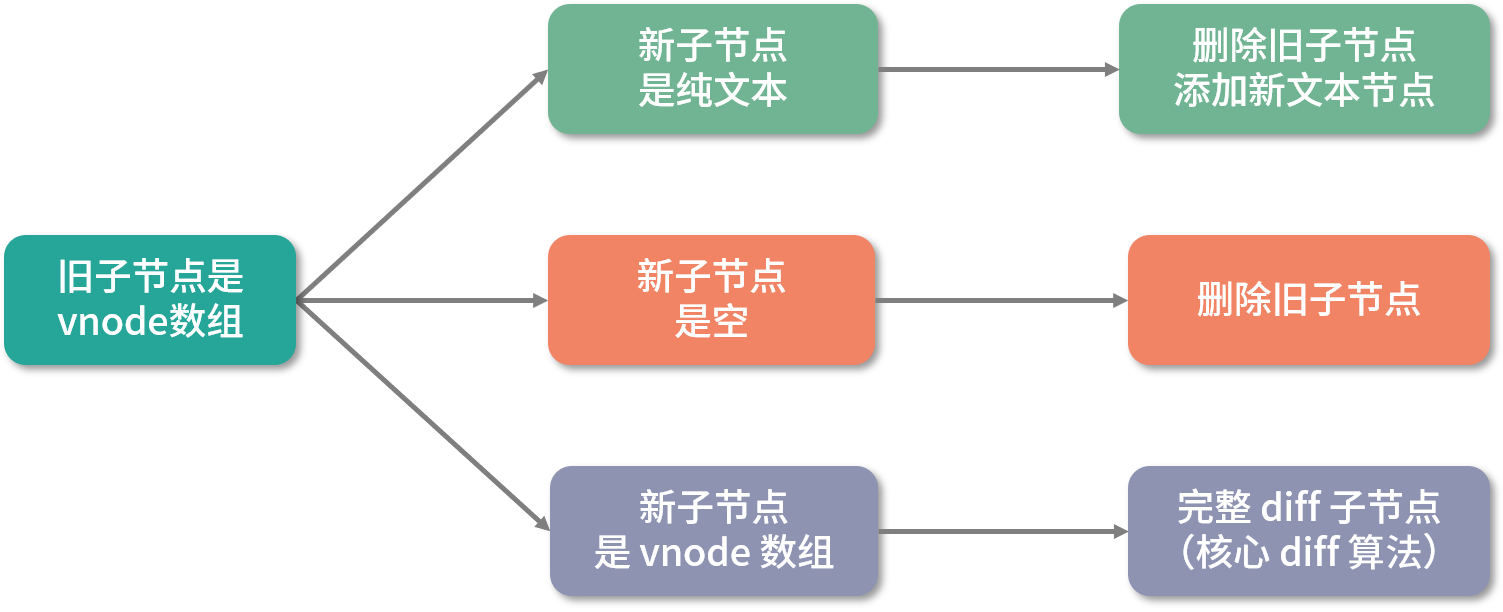 新子节点
是纯文本
删除旧子节点
添加新文本节点
旧子节点是
vnode数组
新子节点
是空
删除旧子节点
新子节点
是 vnode 数组
完整 diff 子节点
（核心 diff 算法）